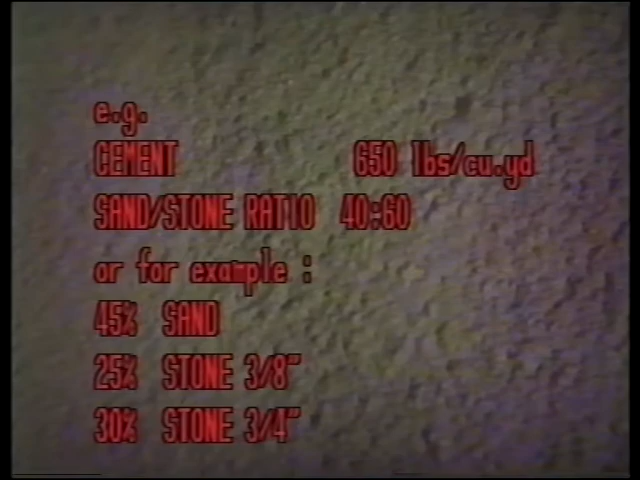 e.g.
CEMENT 650 lbs/cu.yd
SAND/STONE RATIO 40:60
or for example :
45% SAND
25% STONE 3/8"
30% STONE 3/4"